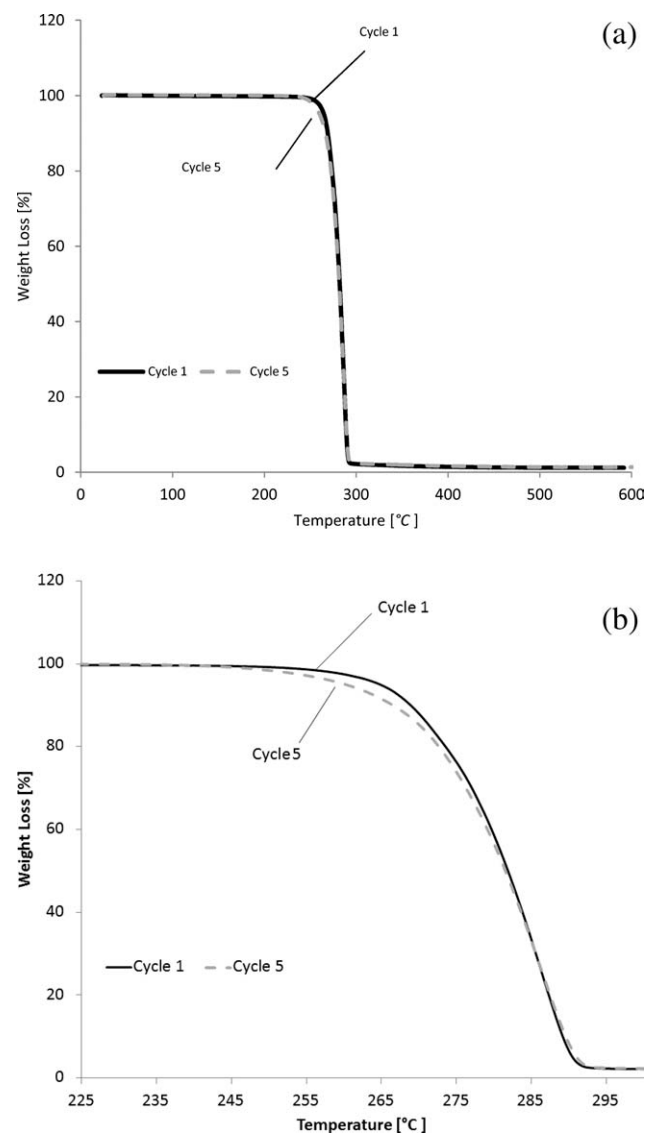 (a)
120
100
80
60
40
20
0
Weight Loss [%]
Cycle 1
Cycle 5
Cycle 1 Cycle 5
0 100 200 300 400 500 600
Temperature [°C ]
(b)
120
100
80
60
40
20
0
Weight Loss [%]
Cycle 1
Cycle 5
Cycle 1 Cycle 5
225 235 245 255 265 275 285 295
Temperature [°C ]